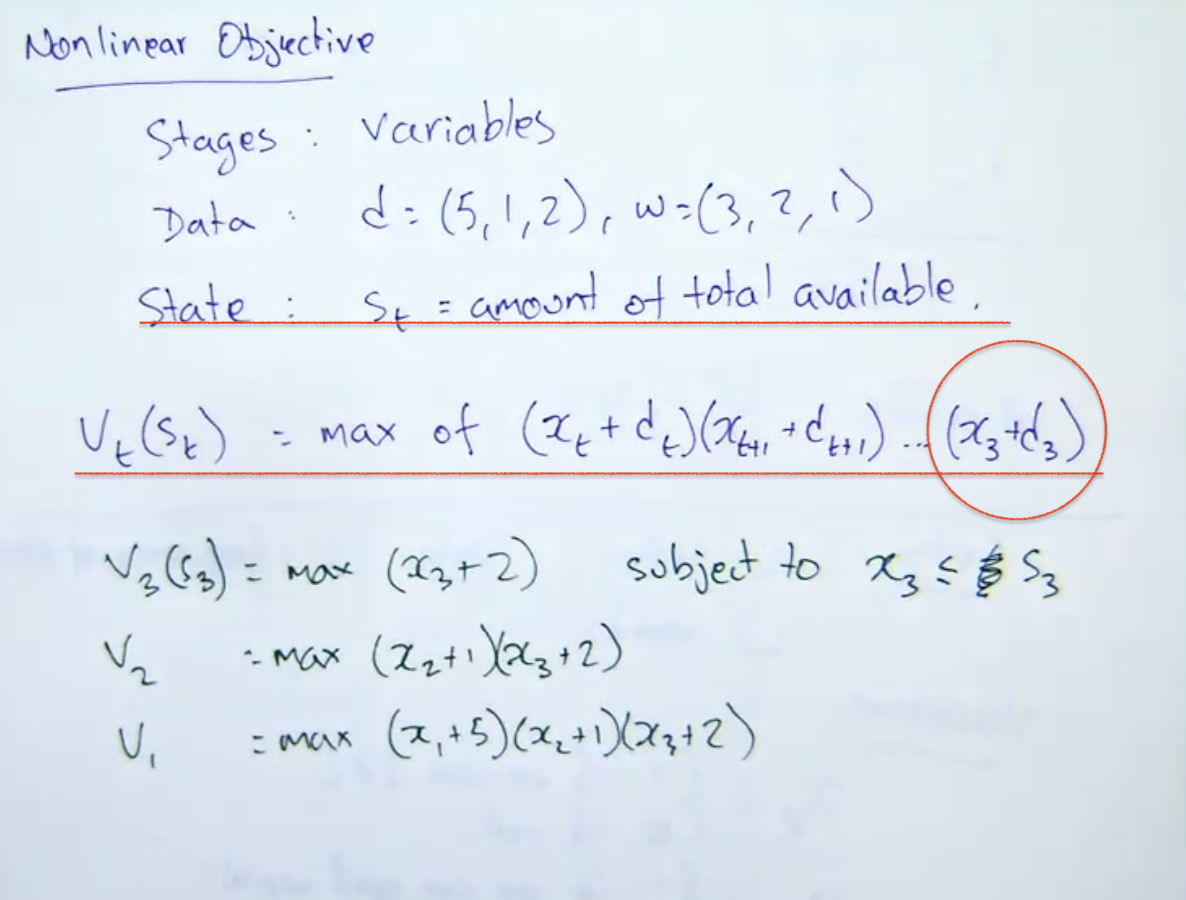 Nonlinear Objective
Stages : Variables
Data : d = (5, 1, 2), w = (3, 2, 1)
State : s_t = amount of total available.
V_t(s_t) = max of (x_t + d_t)(x_{t+1} + d_{t+1}) ... (x_3 + d_3)
V_3(s_3) = max (x_3 + 2) subject to x_3 ≤ s_3
V_2 = max (x_2 + 1)(x_3 + 2)
V_1 = max (x_1 + 5)(x_2 + 1)(x_3 + 2)